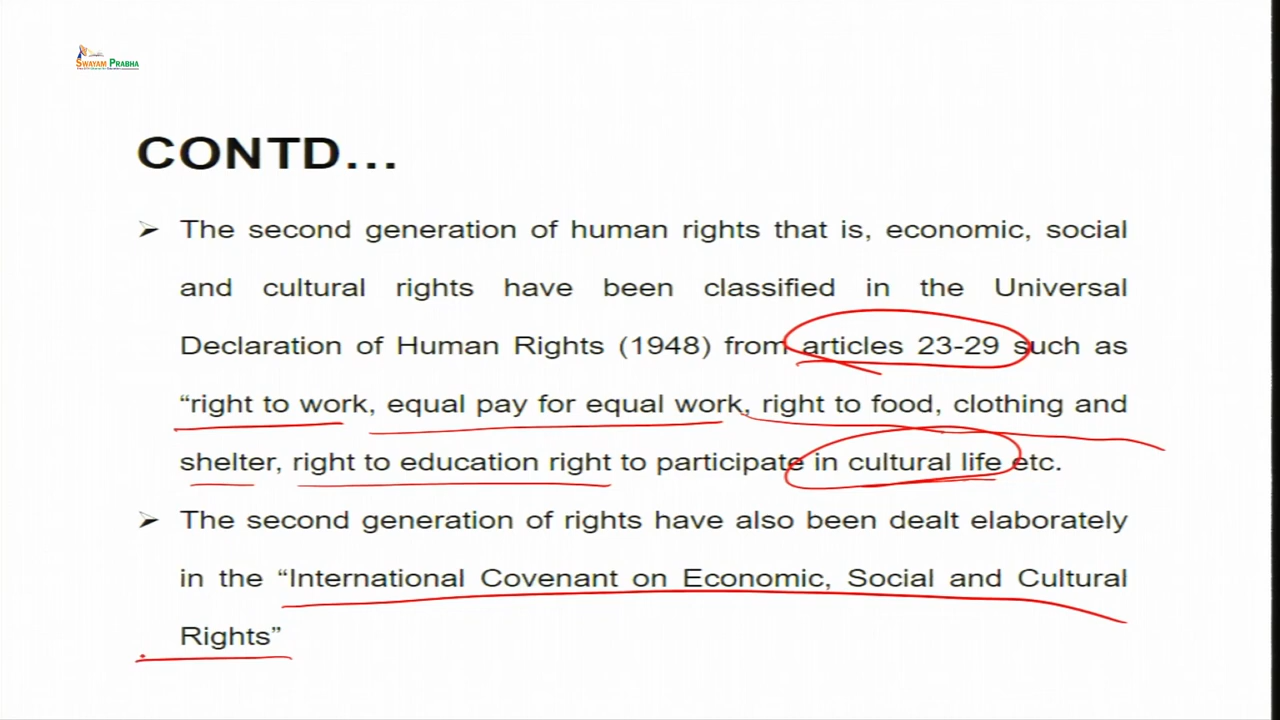 SWAYAM PRABHA
CONTD...
➤ The second generation of human rights that is, economic, social
and cultural rights have been classified in the Universal
Declaration of Human Rights (1948) from articles 23-29 such as
“right to work, equal pay for equal work, right to food, clothing and
shelter, right to education right to participate in cultural life etc.
➤ The second generation of rights have also been dealt elaborately
in the “International Covenant on Economic, Social and Cultural
Rights”